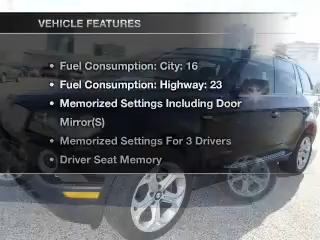 VEHICLE FEATURES
• Fuel Consumption: City: 16
• Fuel Consumption: Highway: 23
• Memorized Settings Including Door
Mirror(S)
• Memorized Settings For 3 Drivers
• Driver Seat Memory